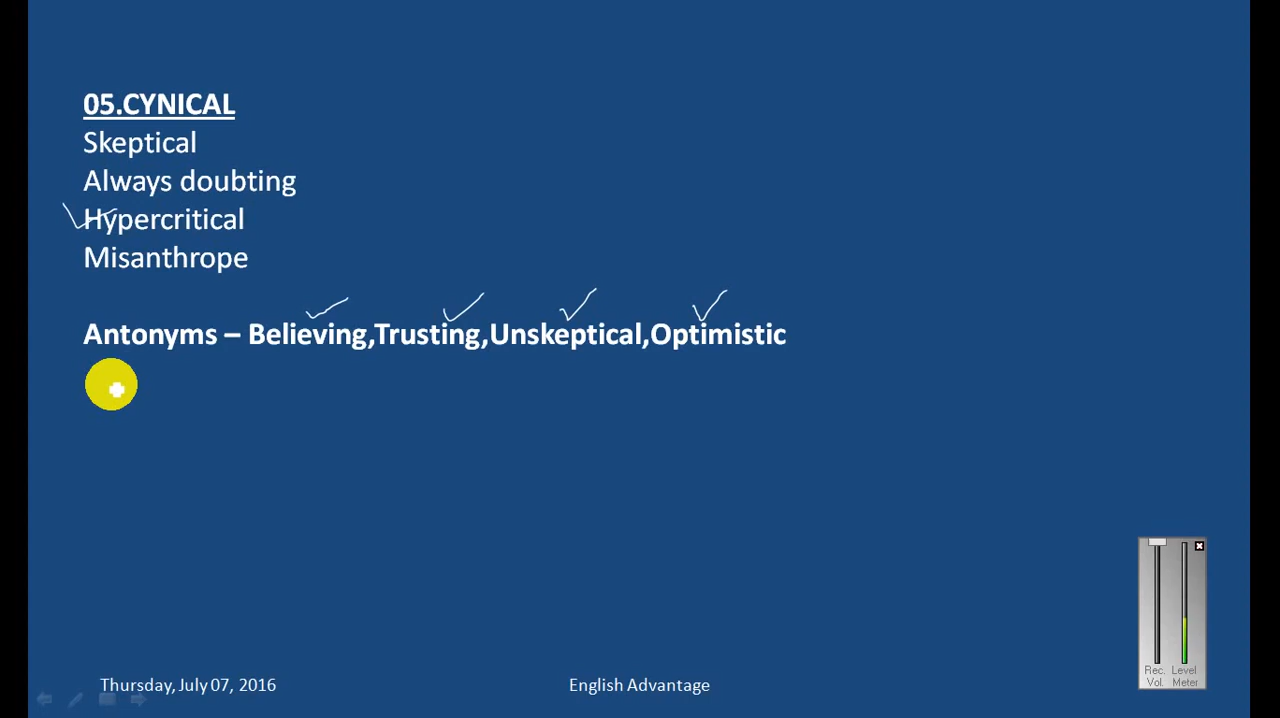 05.CYNICAL
Skeptical
Always doubting
Hypercritical
Misanthrope
Antonyms – Believing,Trusting,Unskeptical,Optimistic
Rec. Level
Vol. Meter
Thursday, July 07, 2016 English Advantage